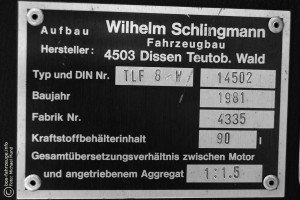 Aufbau Wilhelm Schlingmann
Hersteller: Fahrzeugbau
4503 Dissen Teutob. Wald
Typ und DIN Nr. TLF 8 W 14502
Baujahr 1981
Fabrik Nr. 4335
Kraftstoffbehälterinhalt 90 l
Gesamtübersetzungsverhältnis zwischen Motor
und angetriebenem Aggregat 1:1.5